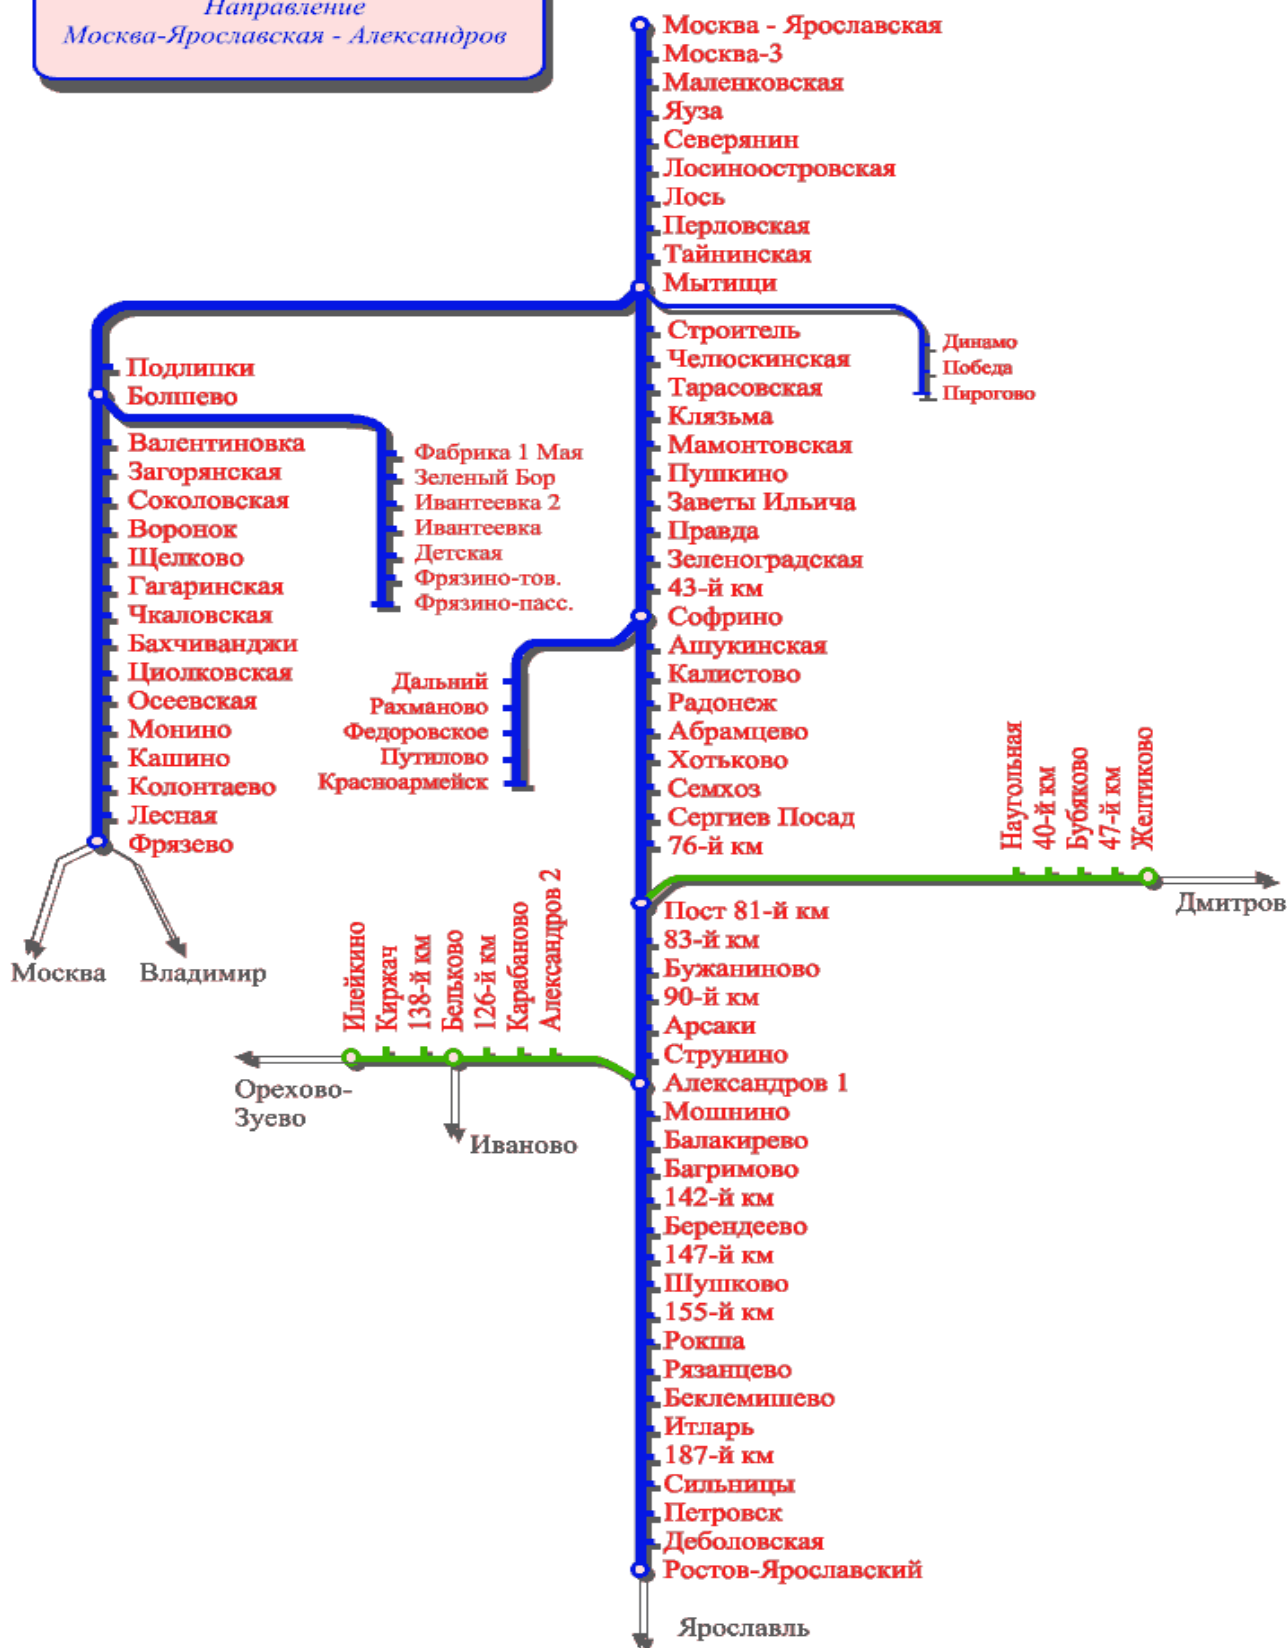 Направление
Москва-Ярославская - Александров
Москва - Ярославская
Москва-3
Маленковская
Яуза
Северянин
Лосиноостровская
Лось
Перловская
Тайнинская
Мытищи
Строитель
Челюскинская
Тарасовская
Клязьма
Мамонтовская
Пушкино
Заветы Ильича
Правда
Зеленоградская
43-й км
Софрино
Ашукинская
Калистово
Радонеж
Абрамцево
Хотьково
Семхоз
Сергиев Посад
76-й км
Пост 81-й км
83-й км
Бужаниново
90-й км
Арсаки
Струнино
Александров 1
Мошнино
Балакирево
Багримово
142-й км
Берендеево
147-й км
Шушково
155-й км
Рокша
Рязанцево
Беклемишево
Итларь
187-й км
Сильницы
Петровск
Деболовская
Ростов-Ярославский
Ярославль
Динамо
Победа
Пирогово
Подлипки
Болшево
Валентиновка
Загорянская
Соколовская
Воронок
Щелково
Гагаринская
Чкаловская
Бахчиванджи
Циолковская
Осеевская
Монино
Кашино
Колонтаево
Лесная
Фрязево
Москва
Владимир
Фабрика 1 Мая
Зеленый Бор
Ивантеевка 2
Ивантеевка
Детская
Фрязино-тов.
Фрязино-пасс.
Дальний
Рахманово
Федоровское
Путилово
Красноармейск
Наугольная
40-й км
Бубяково
47-й км
Желтиково
Дмитров
Илейкино
Киржач
138-й км
Бельково
126-й км
Карабаново
Александров 2
Орехово-
Зуево
Иваново